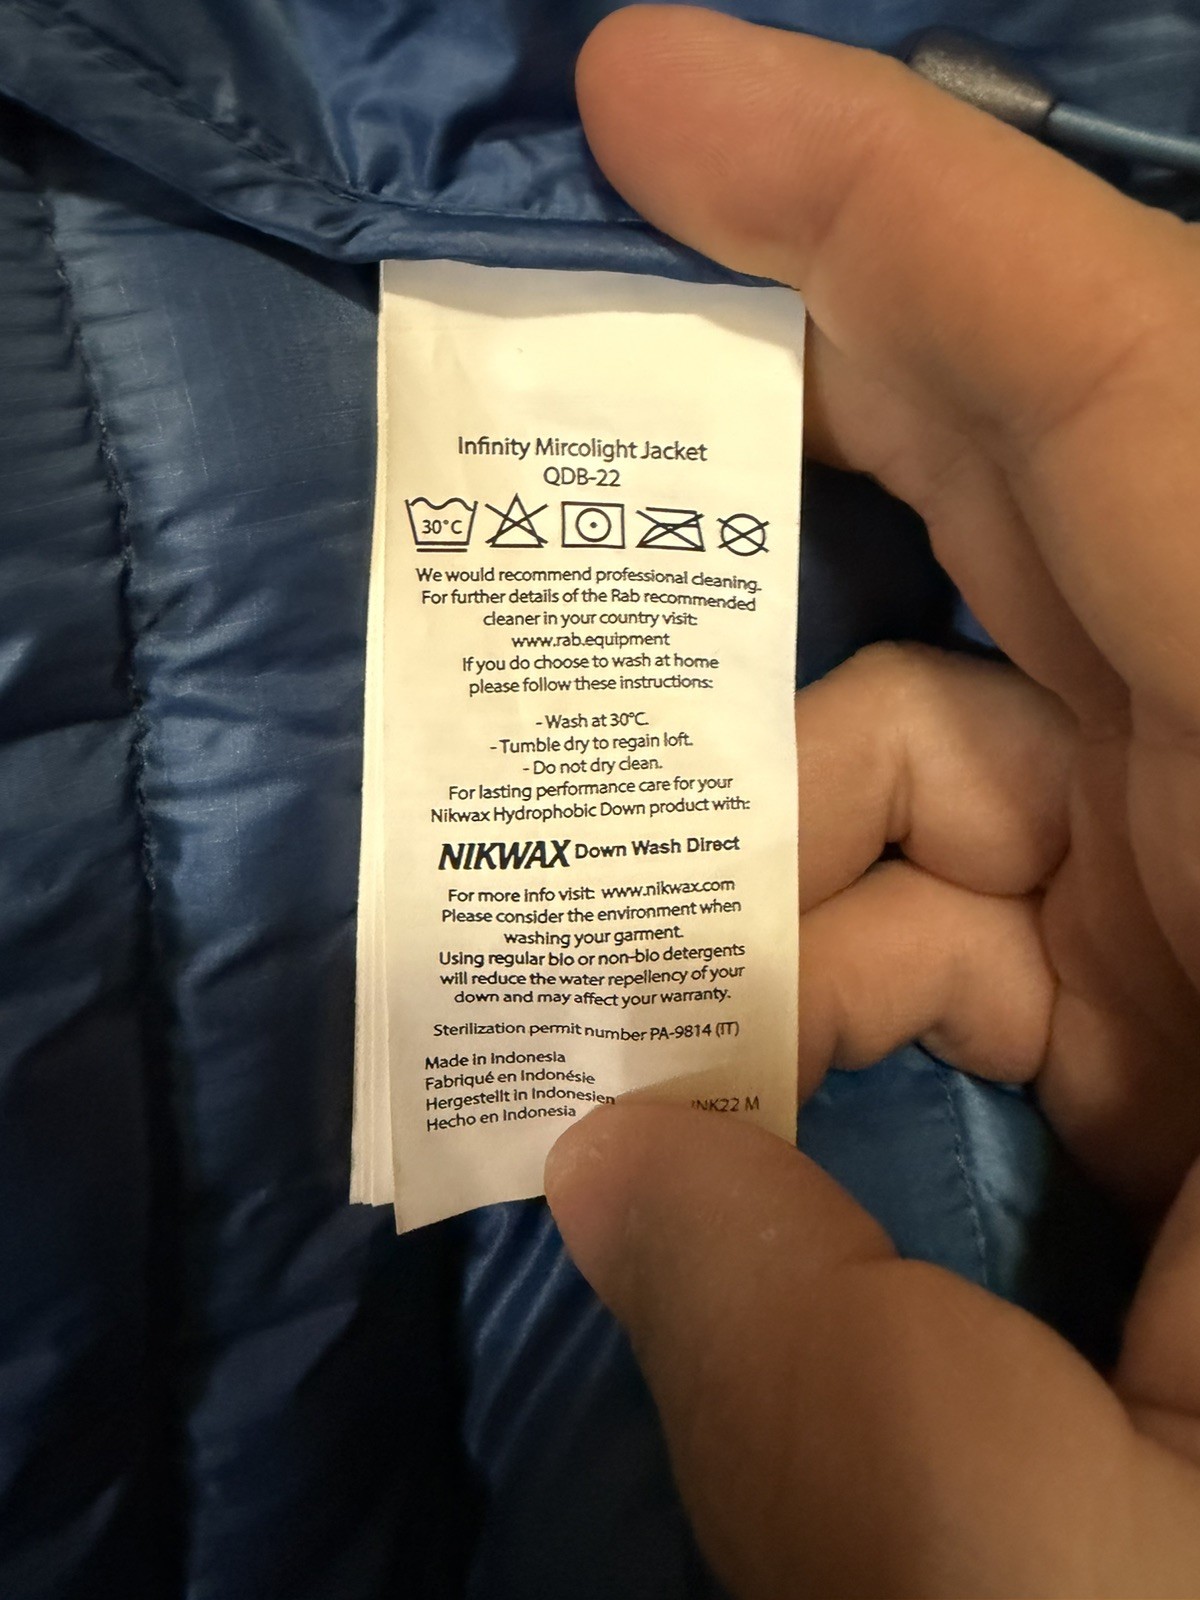 Infinity Mircolight Jacket
QDB-22
30°C
We would recommend professional cleaning.
For further details of the Rab recommended
cleaner in your country visit:
www.rab.equipment
If you do choose to wash at home
please follow these instructions:
- Wash at 30°C.
- Tumble dry to regain loft.
- Do not dry clean.
For lasting performance care for your
Nikwax Hydrophobic Down product with:
NIKWAX Down Wash Direct
For more info visit: www.nikwax.com
Please consider the environment when
washing your garment.
Using regular bio or non-bio detergents
will reduce the water repellency of your
down and may affect your warranty.
Sterilization permit number PA-9814 (IT)
Made in Indonesia
Fabriqué en Indonésie
Hergestellt in Indonesien
Hecho en Indonesia
M